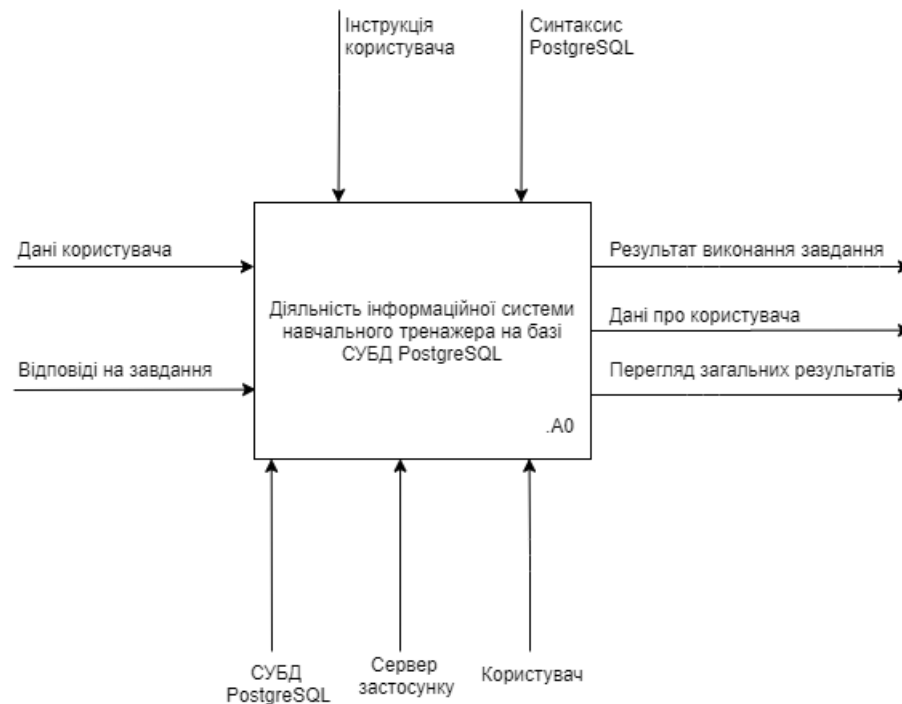 Інструкція
користувача
Синтаксис
PostgreSQL
Дані користувача
Відповіді на завдання
Діяльність інформаційної системи
навчального тренажера на базі
СУБД PostgreSQL
.A0
Результат виконання завдання
Дані про користувача
Перегляд загальних результатів
СУБД
PostgreSQL
Сервер
застосунку
Користувач